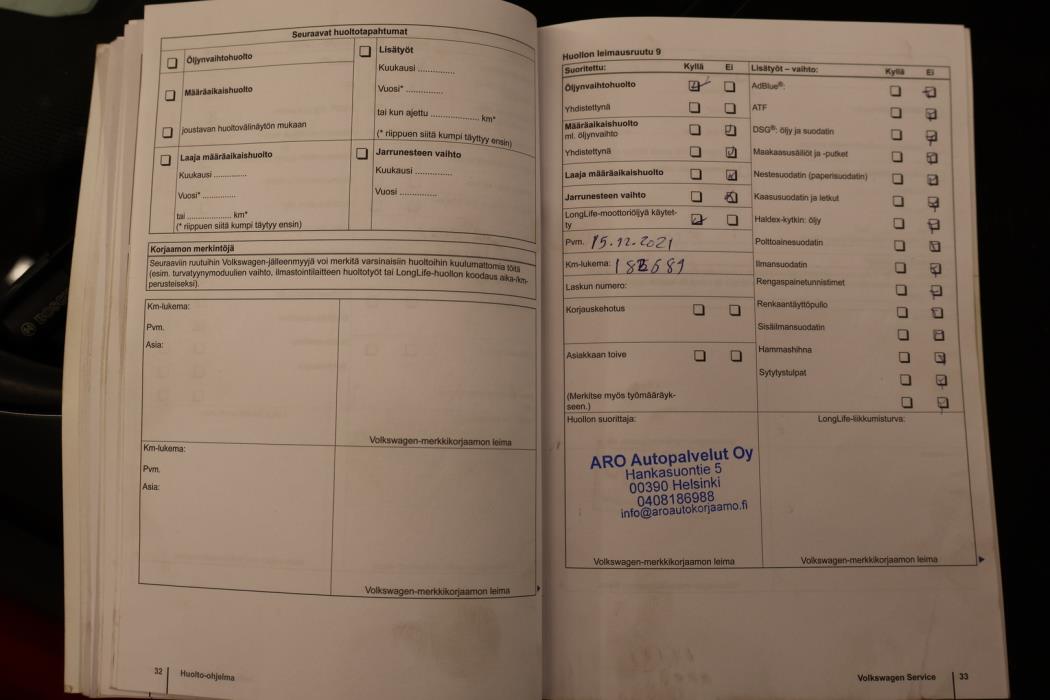 Seuraavat huoltotapahtumat
Öljynvaihtohuolto
Määräaikaishuolto
joustavan huoltovälinäytön mukaan
Lisätyöt
Kuukausi ...............
Vuosi* ...............
tai kun ajettu .................... km*
(* riippuen siitä kumpi täyttyy ensin)
Laaja määräaikaishuolto
Kuukausi .............
Vuosi* .............
tai .................. km*
(* riippuen siitä kumpi täytyy ensin)
Jarrunesteen vaihto
Kuukausi ...............
Vuosi ...............
Korjaamon merkintöjä
Seuraaviin ruutuihin Volkswagen-jälleenmyyjä voi merkitä varsinaisiin huoltoihin kuulumattomia töitä
(esim. turvatyynymoduulien vaihto, ilmastointilaitteen huoltotyöt tai LongLife-huollon koodaus aika-/km-
perusteiseksi).
Km-lukema:
Pvm.
Asia:
Volkswagen-merkkikorjaamon leima
Km-lukema:
Pvm.
Asia:
Volkswagen-merkkikorjaamon leima
32 Huolto-ohjelma
Huollon leimausruutu 9
Suoritettu: Kyllä Ei
Öljynvaihtohuolto
Yhdistettynä
Määräaikaishuolto
ml. öljynvaihto
Yhdistettynä
Laaja määräaikaishuolto
Jarrunesteen vaihto
LongLife-moottoriöljyä käytet-
ty
Pvm. 15.12.2021
Km-lukema:
Laskun numero:
Korjauskehotus
Asiakkaan toive
(Merkitse myös työmääräyk-
seen.)
Lisätyöt – vaihto: Kyllä Ei
AdBlue®:
ATF
DSG®: öljy ja suodatin
Maakaasusäiliöt ja -putket
Nestesuodatin (paperisuodatin)
Kaasusuodatin ja letkut
Haldex-kytkin: öljy
Polttoainesuodatin
Ilmansuodatin
Rengaspainetunnistimet
Renkaantäyttöpullo
Sisäilmansuodatin
Hammashihna
Sytytystulpat
Huollon suorittaja:
ARO Autopalvelut Oy
Hankasuontie 5
00390 Helsinki
0408186988
info@aroautokorjaamo.fi
Volkswagen-merkkikorjaamon leima
LongLife-liikkumisturva:
Volkswagen-merkkikorjaamon leima
Volkswagen Service 33